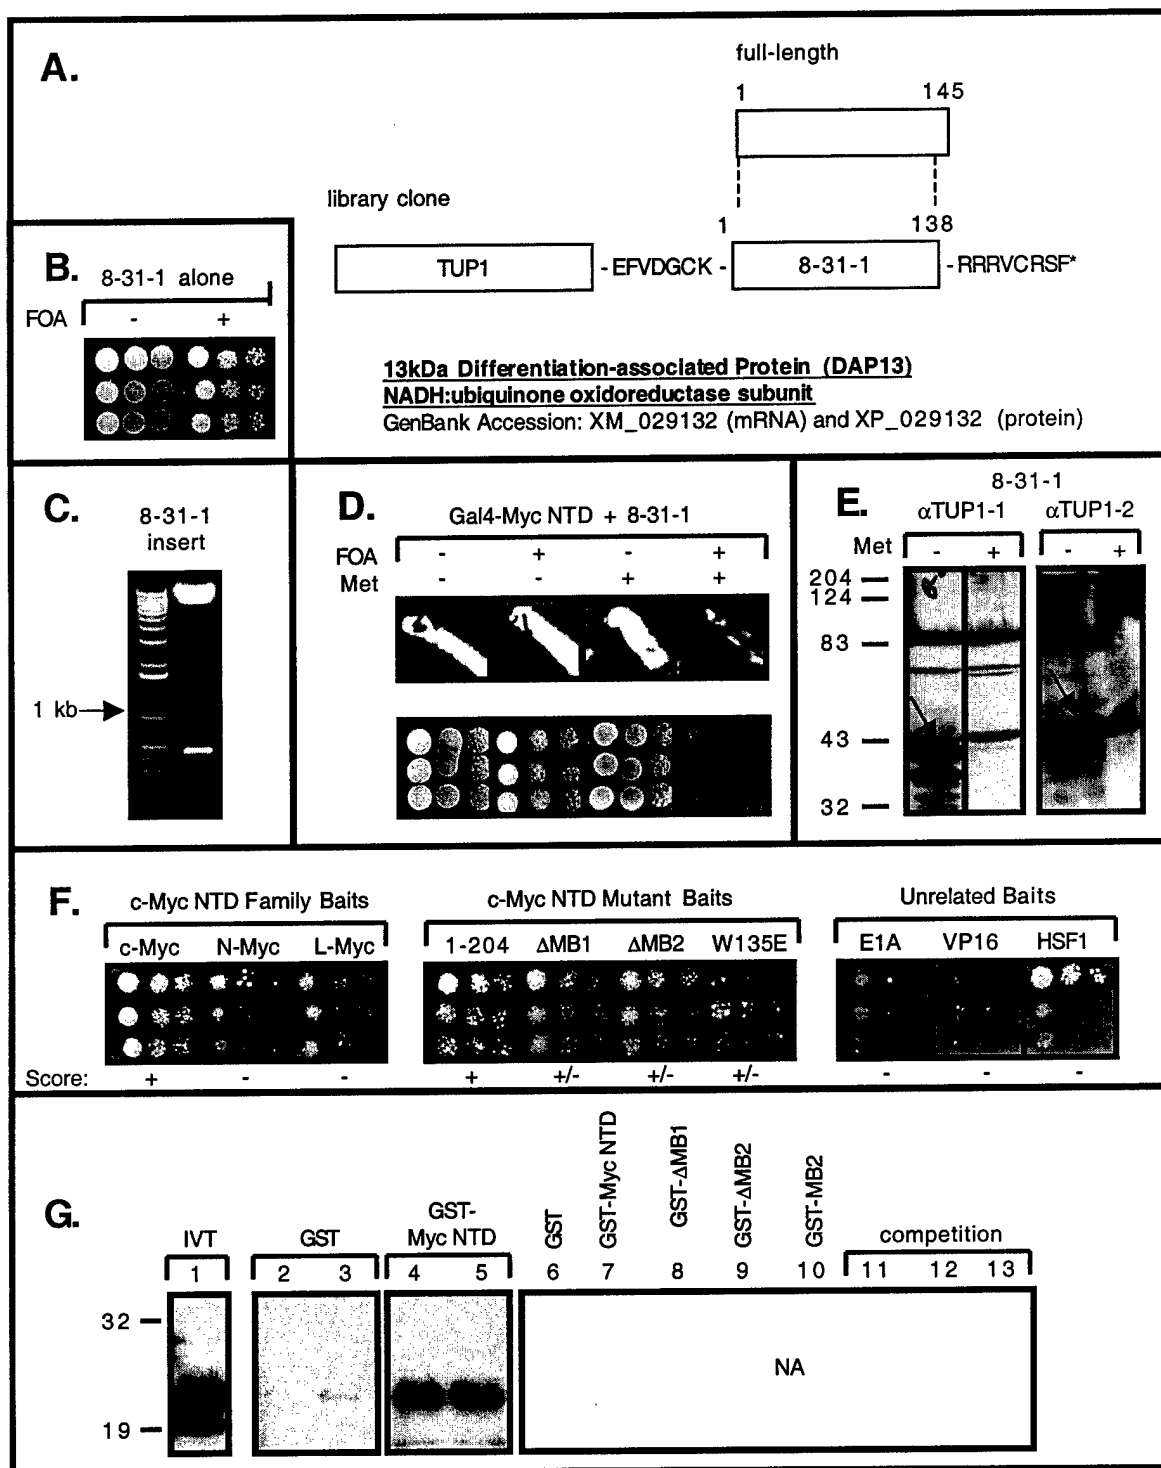 A.
full-length
1 145
library clone
1 138
TUP1 -EFVDGCK- 8-31-1 -RRRVCRSF*
13kDa Differentiation-associated Protein (DAP13)
NADH:ubiquinone oxidoreductase subunit
GenBank Accession: XM_029132 (mRNA) and XP_029132 (protein)
B.
8-31-1 alone
FOA - +
C.
8-31-1
insert
1 kb
D.
Gal4-Myc NTD + 8-31-1
FOA - + - +
Met - - + +
E.
8-31-1
αTUP1-1 αTUP1-2
Met - + - +
204
124
83
43
32
F.
c-Myc NTD Family Baits
c-Myc N-Myc L-Myc
c-Myc NTD Mutant Baits
1-204 ΔMB1 ΔMB2 W135E
Unrelated Baits
E1A VP16 HSF1
Score: + - - + +/- +/- +/- - - -
G.
IVT
1
GST
2 3
GST-
Myc NTD
4 5
GST
GST-Myc NTD
GST-ΔMB1
GST-ΔMB2
GST-MB2
6 7 8 9 10
competition
11 12 13
32
19
NA